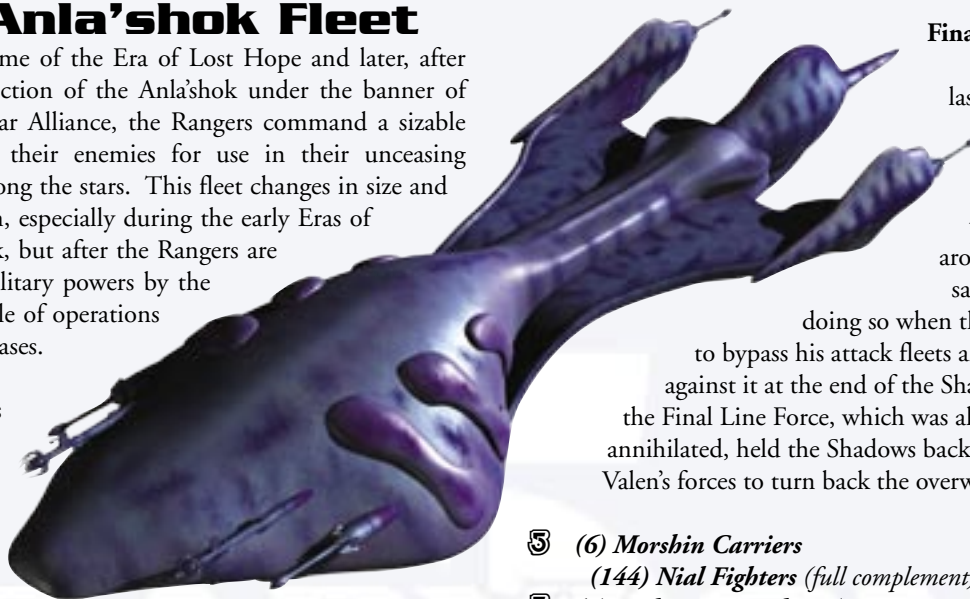 Anla'shok Fleet
me of the Era of Lost Hope and later, after
ction of the Anla'shok under the banner of
ar Alliance, the Rangers command a sizable
their enemies for use in their unceasing
ong the stars. This fleet changes in size and
n, especially during the early Eras of
k, but after the Rangers are
litary powers by the
le of operations
ases.
s
Fina
las
aro
sa
doing so when th
to bypass his attack fleets a
against it at the end of the Sha
the Final Line Force, which was al
annihilated, held the Shadows back
Valen's forces to turn back the overw
(6) Morshin Carriers
(144) Nial Fighters (full complement